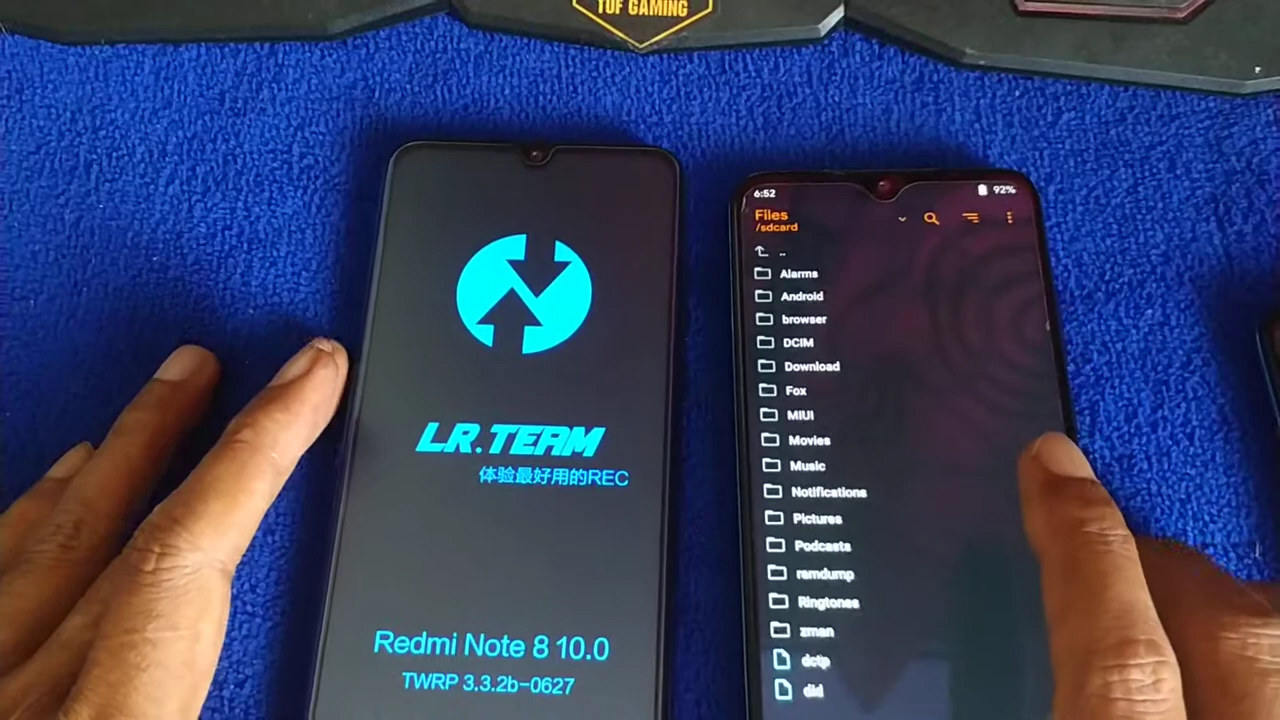 TUF GAMING
LR.TEAM
体验最好用的REC
Redmi Note 8 10.0
TWRP 3.3.2b-0627
6:52
92%
Files
/sdcard
..
Alarms
Android
browser
DCIM
Download
Fox
MIUI
Movies
Music
Notifications
Pictures
Podcasts
ramdump
Ringtones
zman
dctp
did